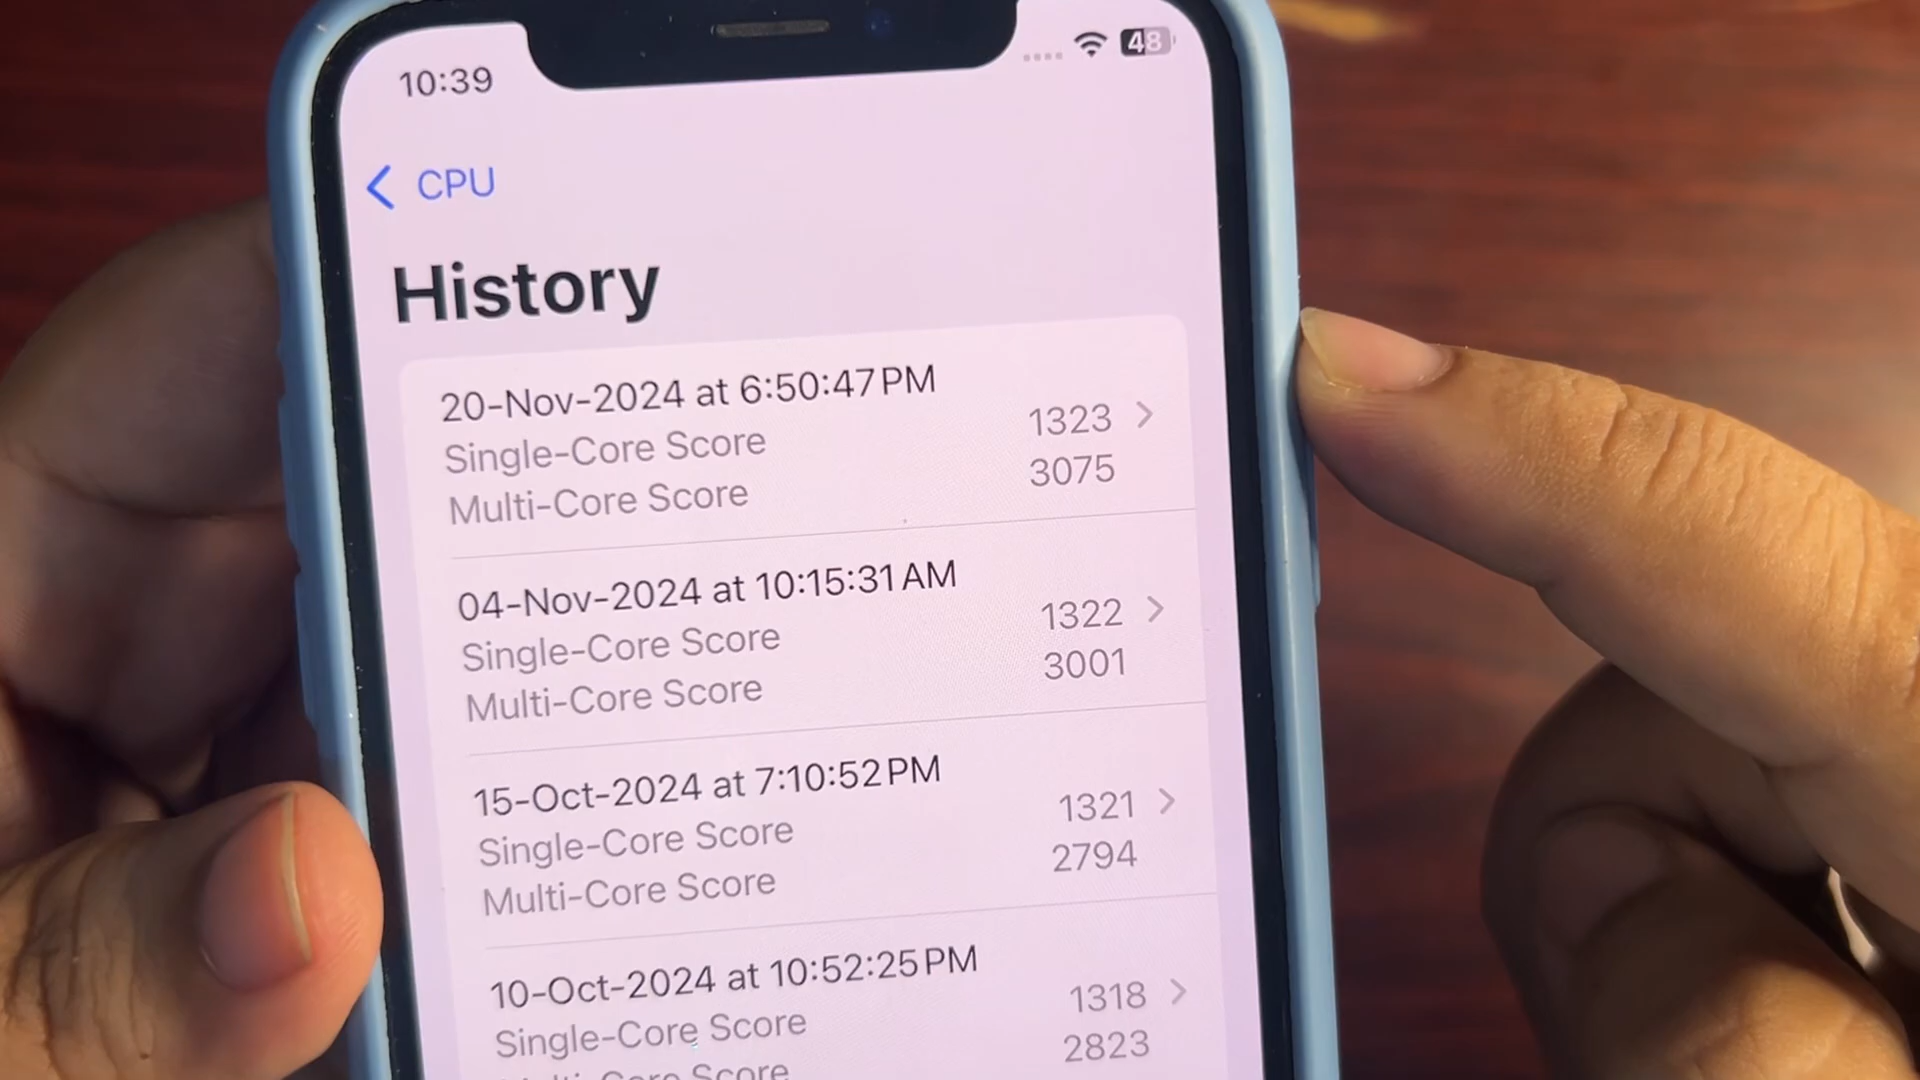 10:39
48
CPU
History
20-Nov-2024 at 6:50:47 PM
Single-Core Score 1323
Multi-Core Score 3075
04-Nov-2024 at 10:15:31 AM
Single-Core Score 1322
Multi-Core Score 3001
15-Oct-2024 at 7:10:52 PM
Single-Core Score 1321
Multi-Core Score 2794
10-Oct-2024 at 10:52:25 PM
Single-Core Score 1318
Multi-Core Score 2823